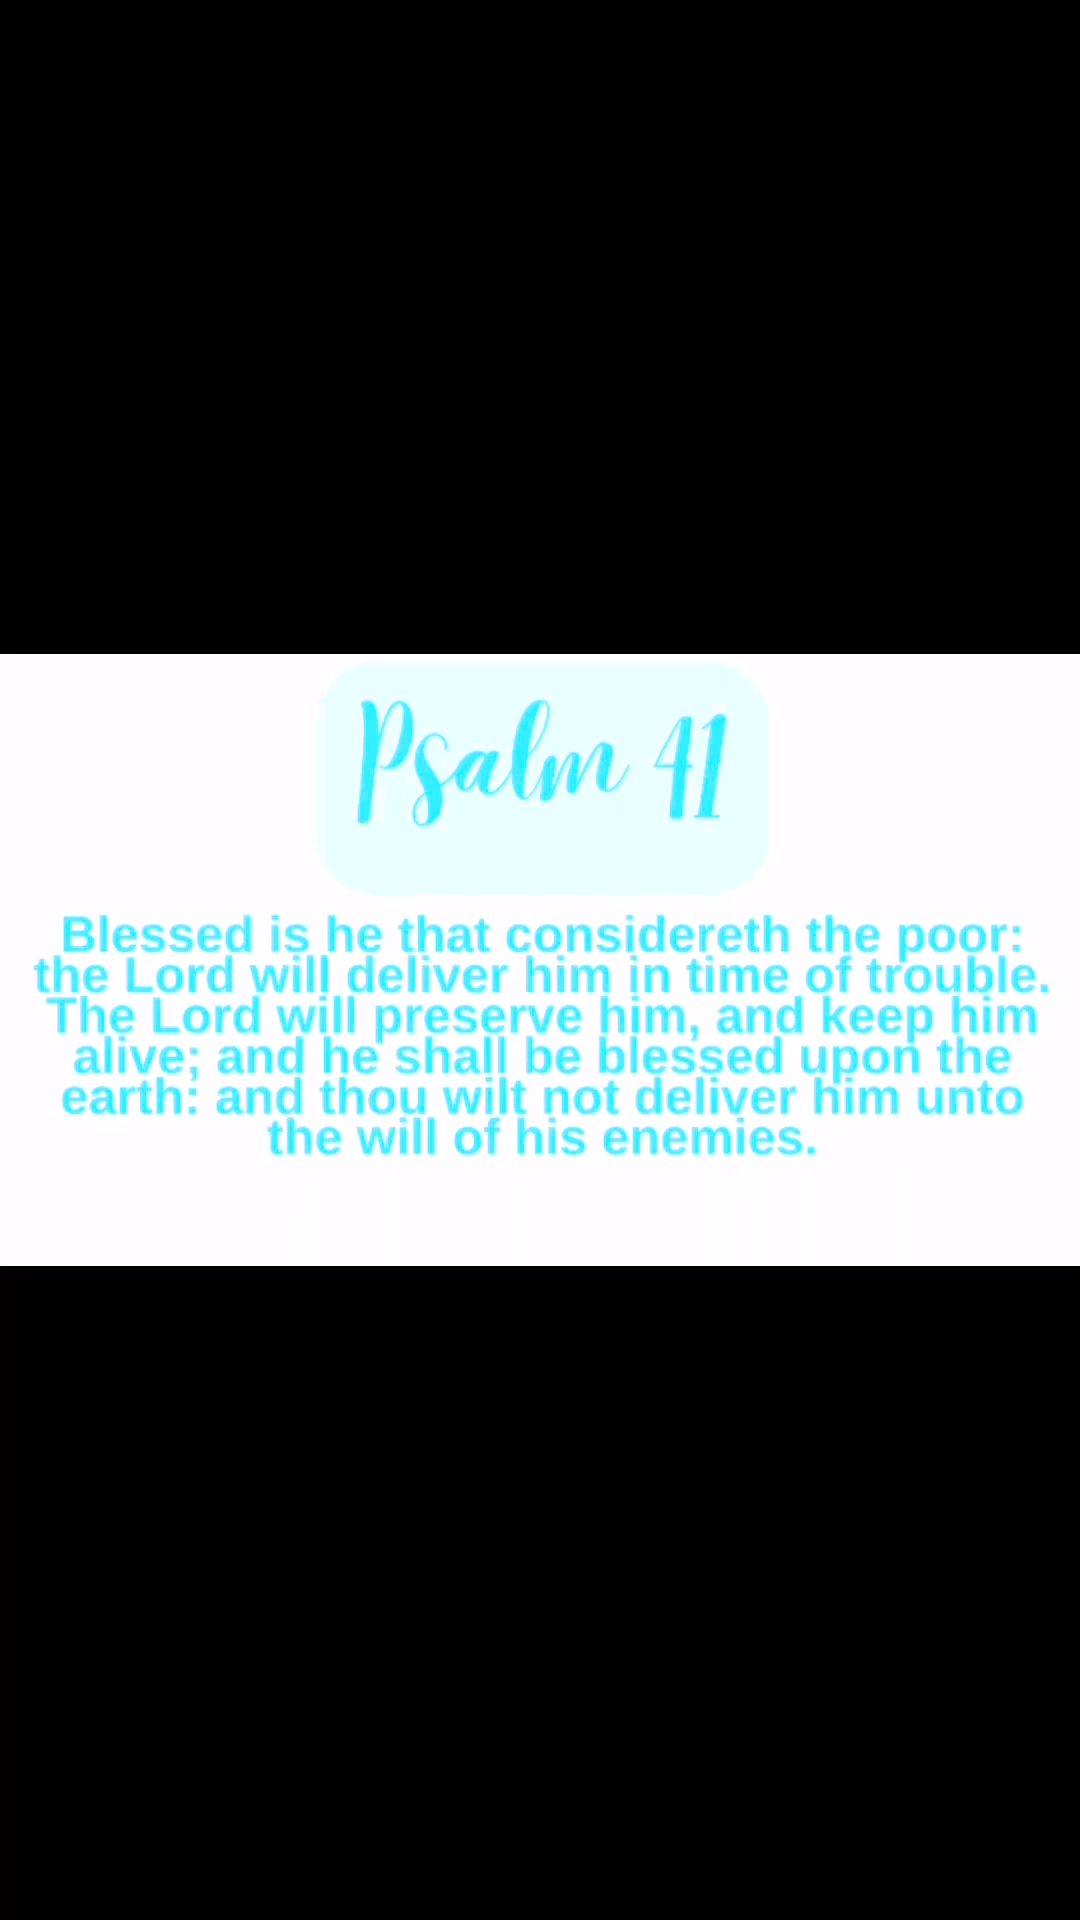 Psalm 41
Blessed is he that considereth the poor:
the Lord will deliver him in time of trouble.
The Lord will preserve him, and keep him
alive; and he shall be blessed upon the
earth: and thou wilt not deliver him unto
the will of his enemies.